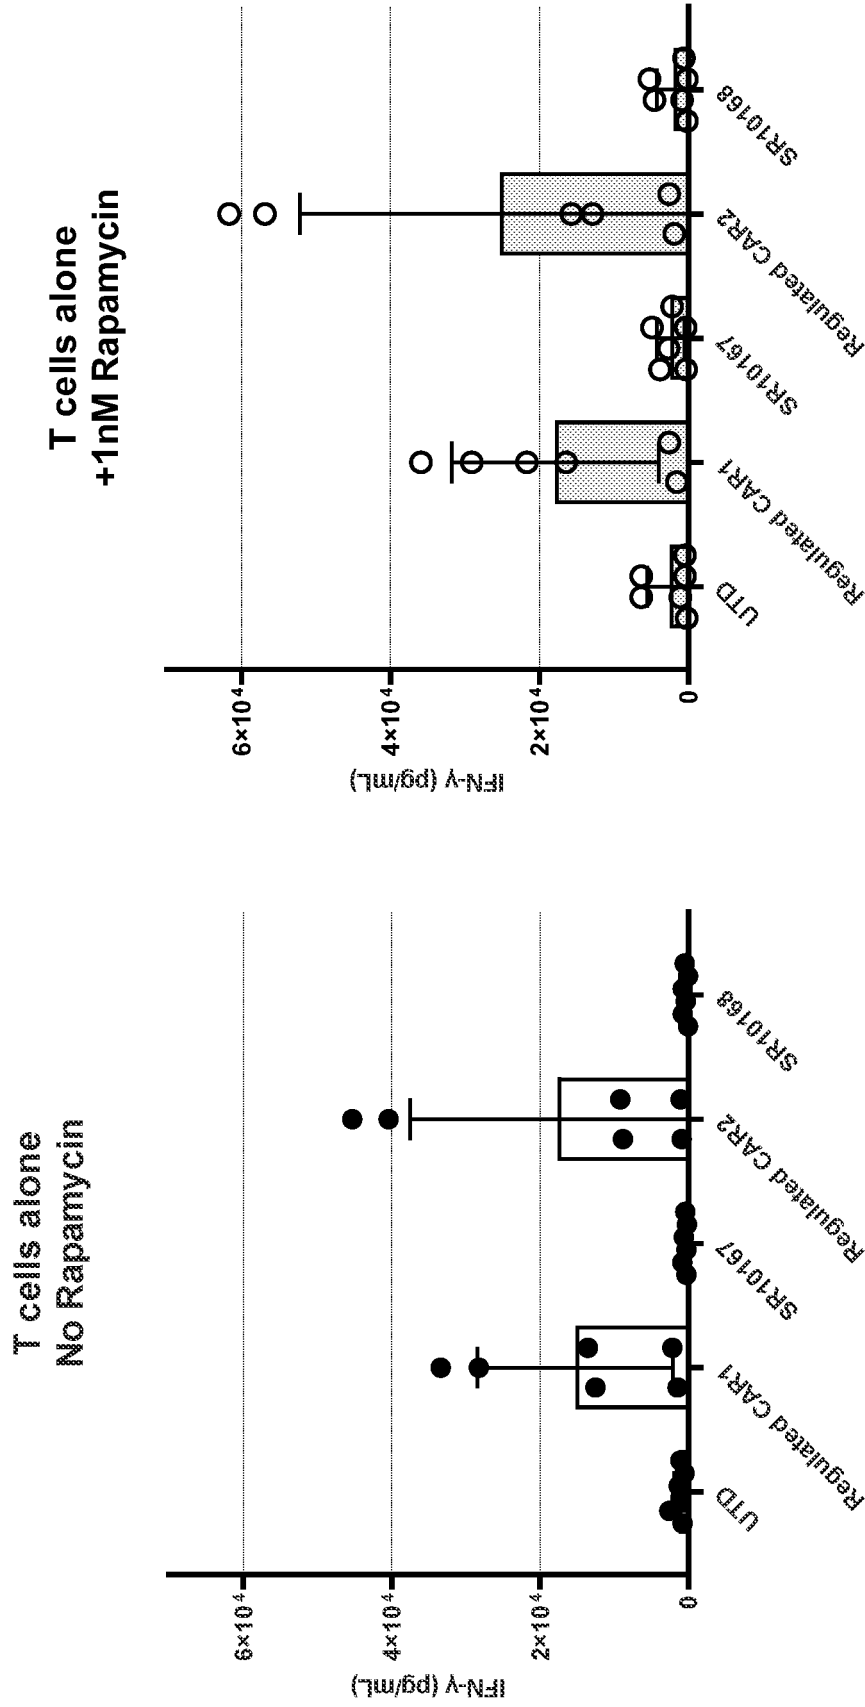 T cells alone
No Rapamycin
IFN-γ (pg/mL)
6×10⁴
4×10⁴
2×10⁴
0
UTD
Regulated CAR1
SR10167
Regulated CAR2
SR10168
T cells alone
+1nM Rapamycin
IFN-γ (pg/mL)
6×10⁴
4×10⁴
2×10⁴
0
UTD
Regulated CAR1
SR10167
Regulated CAR2
SR10168